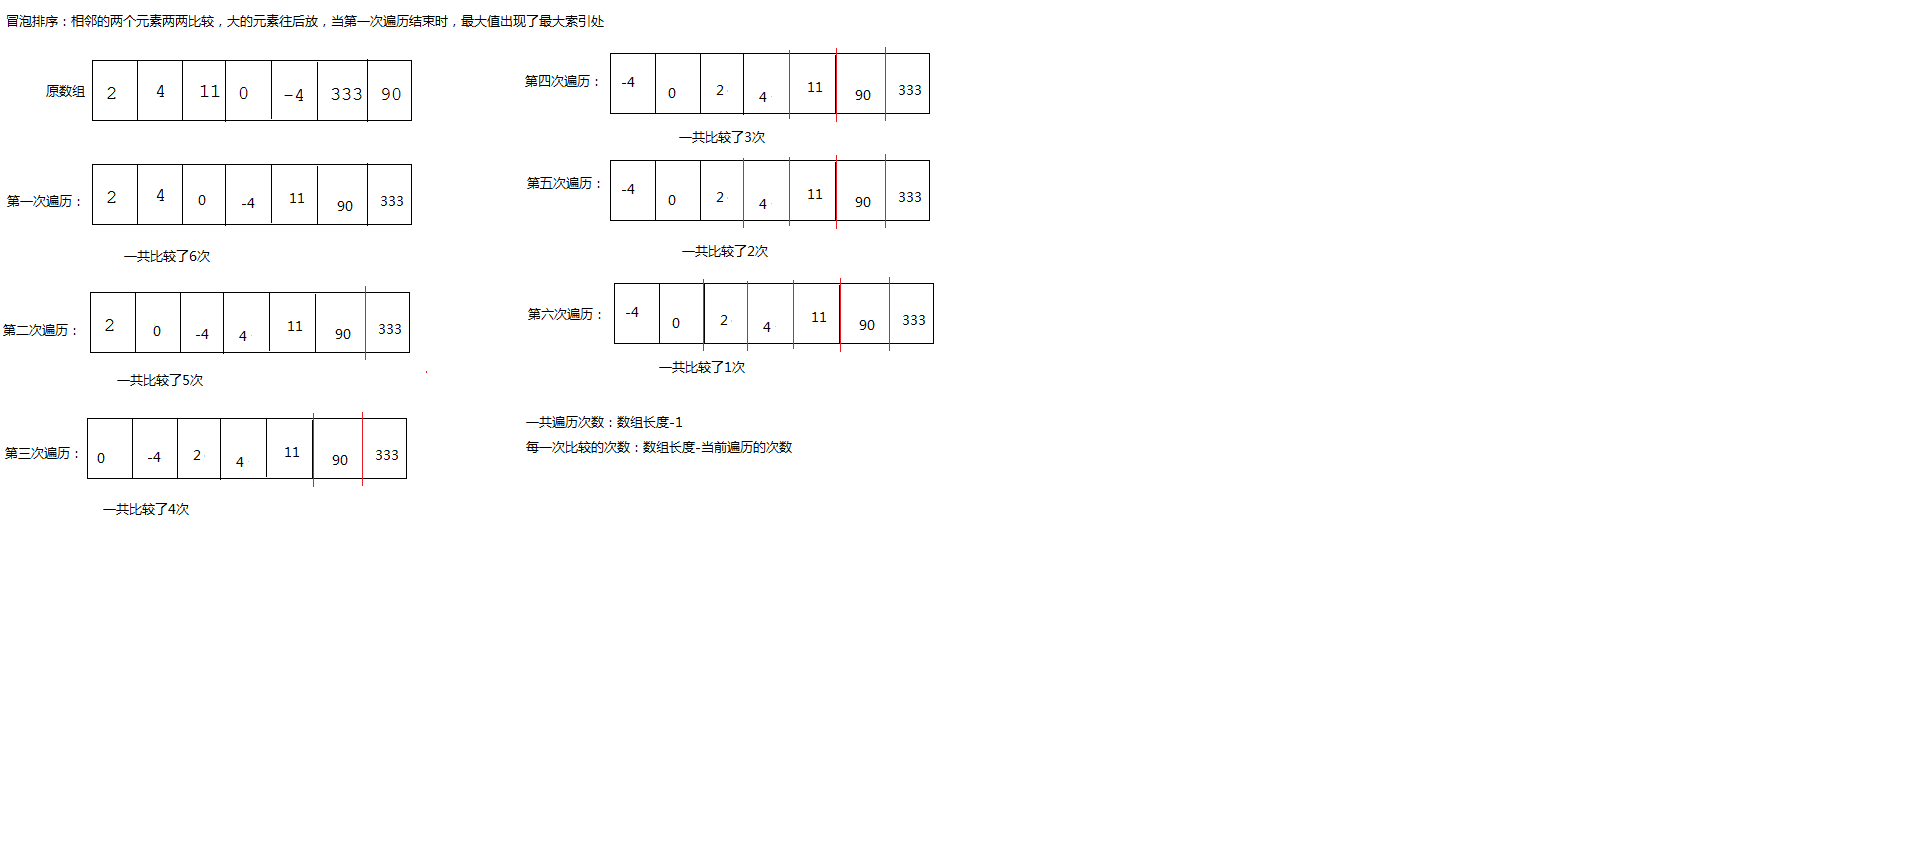 冒泡排序：相邻的两个元素两两比较，大的元素往后放，当第一次遍历结束时，最大值出现了最大索引处
原数组 2 4 11 0 -4 333 90
第一次遍历： 2 4 0 -4 11 90 333
一共比较了6次
第二次遍历： 2 0 -4 4 11 90 333
一共比较了5次
第三次遍历： 0 -4 2 4 11 90 333
一共比较了4次
第四次遍历： -4 0 2 4 11 90 333
一共比较了3次
第五次遍历： -4 0 2 4 11 90 333
一共比较了2次
第六次遍历： -4 0 2 4 11 90 333
一共比较了1次
一共遍历次数：数组长度-1
每一次比较的次数：数组长度-当前遍历的次数